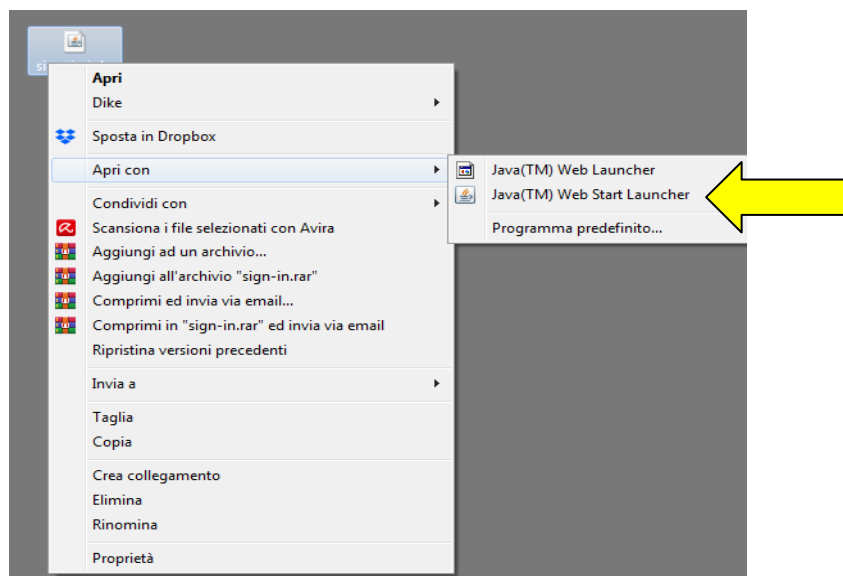 Apri
Dike
Sposta in Dropbox
Apri con
Java(TM) Web Launcher
Java(TM) Web Start Launcher
Programma predefinito...
Condividi con
Scansiona i file selezionati con Avira
Aggiungi ad un archivio...
Aggiungi all'archivio "sign-in.rar"
Comprimi ed invia via email...
Comprimi in "sign-in.rar" ed invia via email
Ripristina versioni precedenti
Invia a
Taglia
Copia
Crea collegamento
Elimina
Rinomina
Proprietà